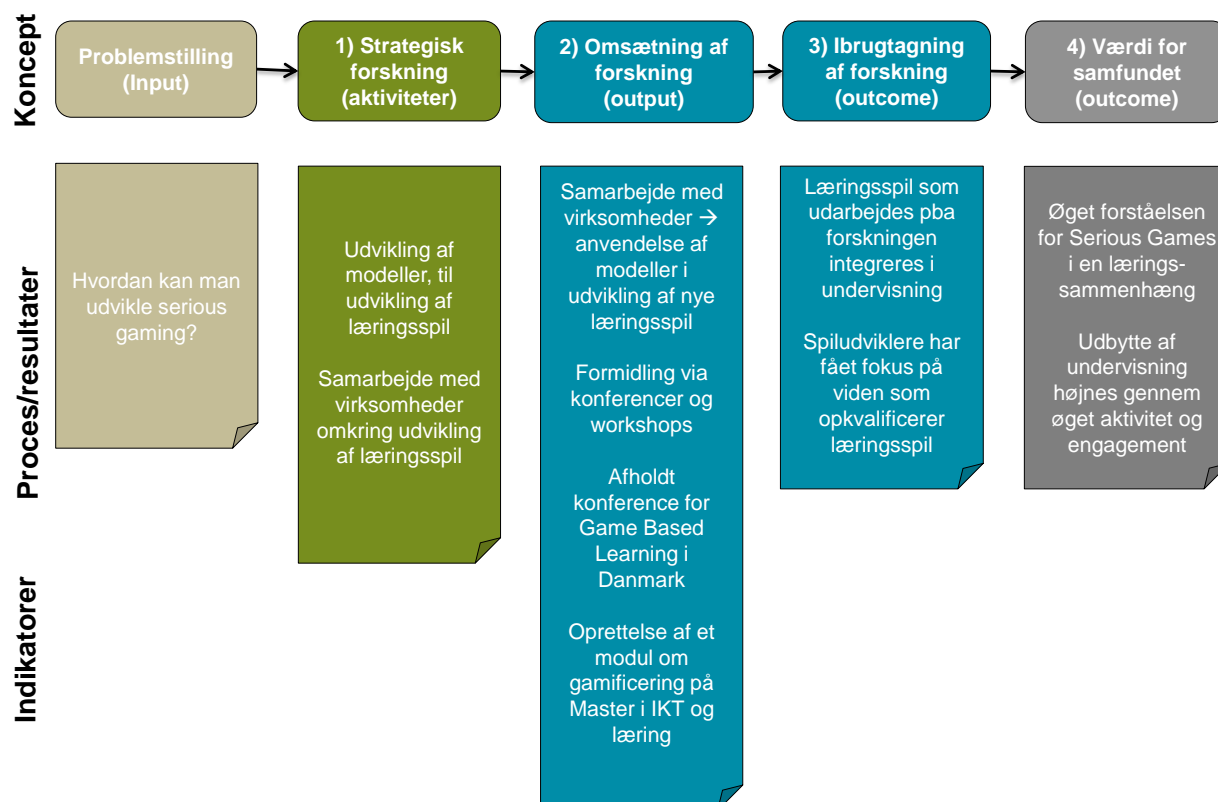 Koncept
Problemstilling
(Input)
1) Strategisk
forskning
(aktiviteter)
2) Omsætning af
forskning
(output)
3) Ibrugtagning
af forskning
(outcome)
4) Værdi for
samfundet
(outcome)
Proces/resultater
Hvordan kan man
udvikle serious
gaming?
Udvikling af
modeller, til
udvikling af
læringsspil
Samarbejde med
virksomheder
omkring udvikling
af læringsspil
Samarbejde med
virksomheder →
anvendelse af
modeller i
udvikling af nye
læringsspil
Formidling via
konferencer og
workshops
Afholdt
konference for
Game Based
Learning i
Danmark
Oprettelse af et
modul om
gamificering på
Master i IKT og
læring
Læringsspil som
udarbejdes pba
forskningen
integreres i
undervisning
Spiludviklere har
fået fokus på
viden som
opkvalificerer
læringsspil
Øget forståelsen
for Serious Games
i en lærings-
sammenhæng
Udbytte af
undervisning
højnes gennem
øget aktivitet og
engagement
Indikatorer